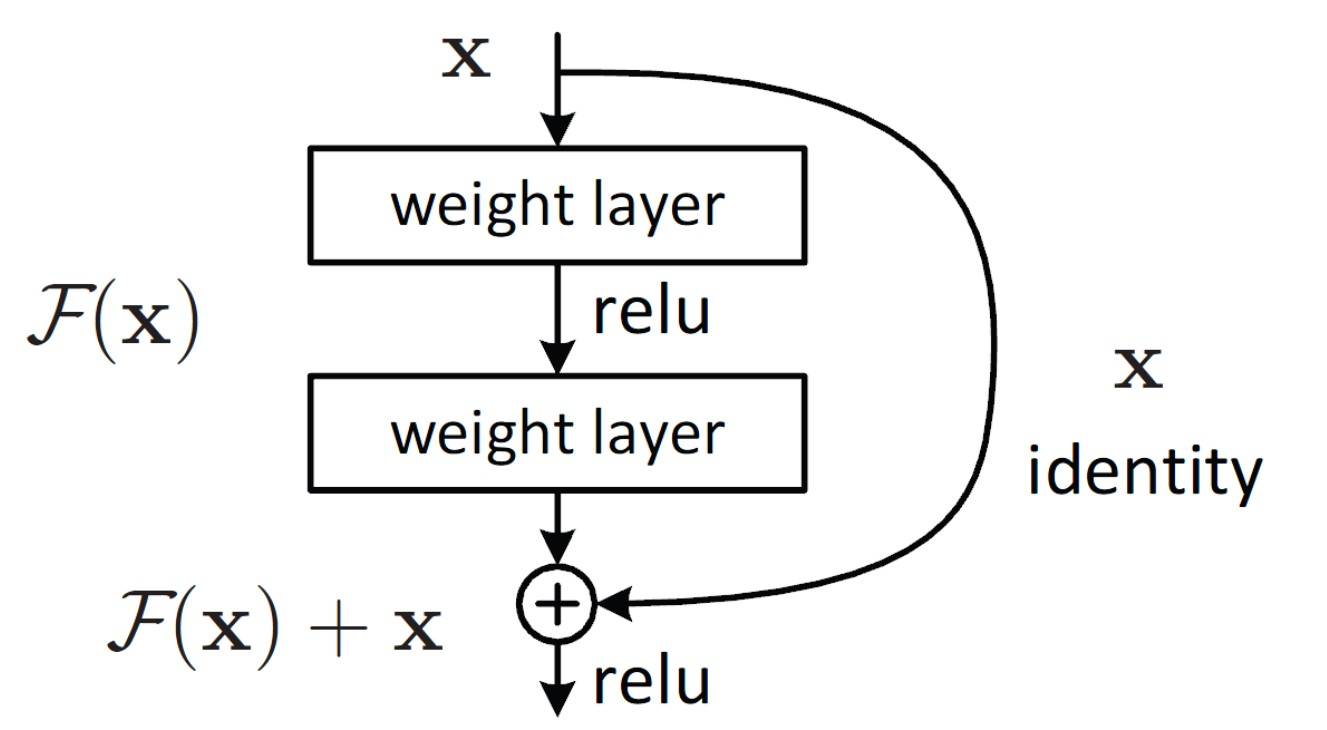 x
weight layer
F(x)
relu
x
weight layer
identity
F(x) + x
+
relu